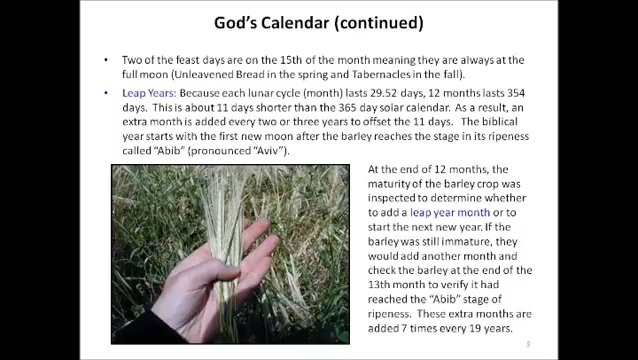 God's Calendar (continued)
• Two of the feast days are on the 15th of the month meaning they are always at the
full moon (Unleavened Bread in the spring and Tabernacles in the fall).
• Leap Years: Because each lunar cycle (month) lasts 29.52 days, 12 months lasts 354
days. This is about 11 days shorter than the 365 day solar calendar. As a result, an
extra month is added every two or three years to offset the 11 days. The biblical
year starts with the first new moon after the barley reaches the stage in its ripeness
called "Abib" (pronounced "Aviv").
At the end of 12 months, the
maturity of the barley crop was
inspected to determine whether
to add a leap year month or to
start the next new year. If the
barley was still immature, they
would add another month and
check the barley at the end of the
13th month to verify it had
reached the "Abib" stage of
ripeness. These extra months are
added 7 times every 19 years.